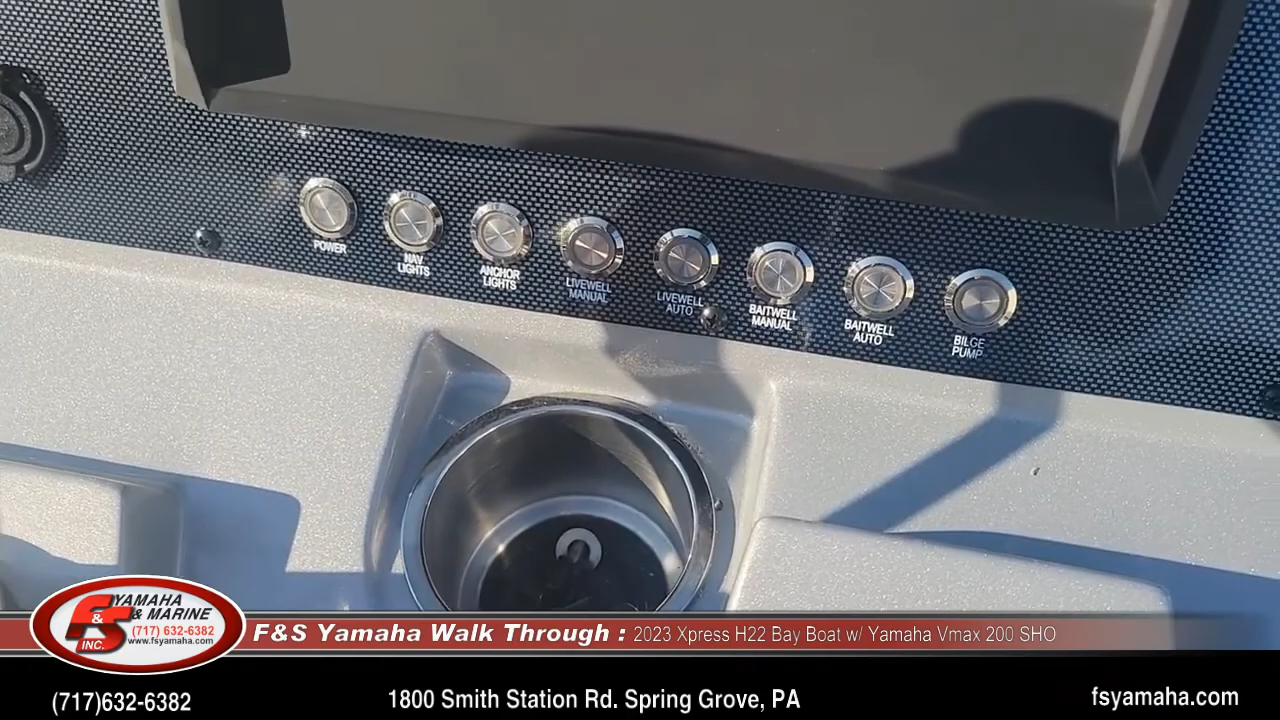 POWER
NAV
LIGHTS
ANCHOR
LIGHTS
LIVEWELL
MANUAL
LIVEWELL
AUTO
BAITWELL
MANUAL
BAITWELL
AUTO
BILGE
PUMP
F&S
INC.
YAMAHA
& MARINE
(717) 632-6382
www.fsyamaha.com
F&S Yamaha Walk Through : 2023 Xpress H22 Bay Boat w/ Yamaha Vmax 200 SHO
(717)632-6382
1800 Smith Station Rd. Spring Grove, PA
fsyamaha.com